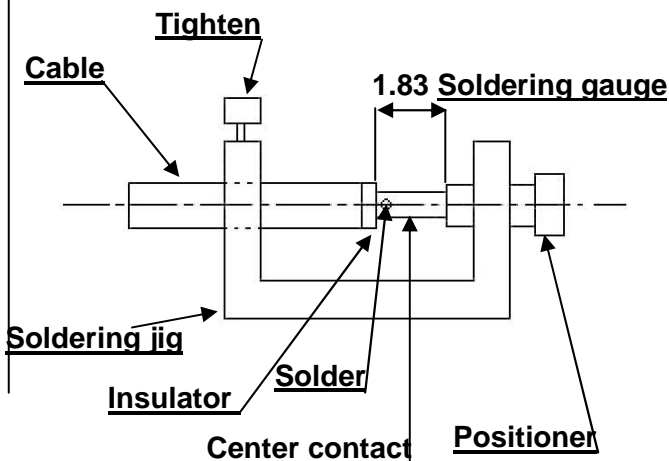 Tighten
Cable
1.83 Soldering gauge
Soldering jig
Solder
Insulator
Center contact
Positioner